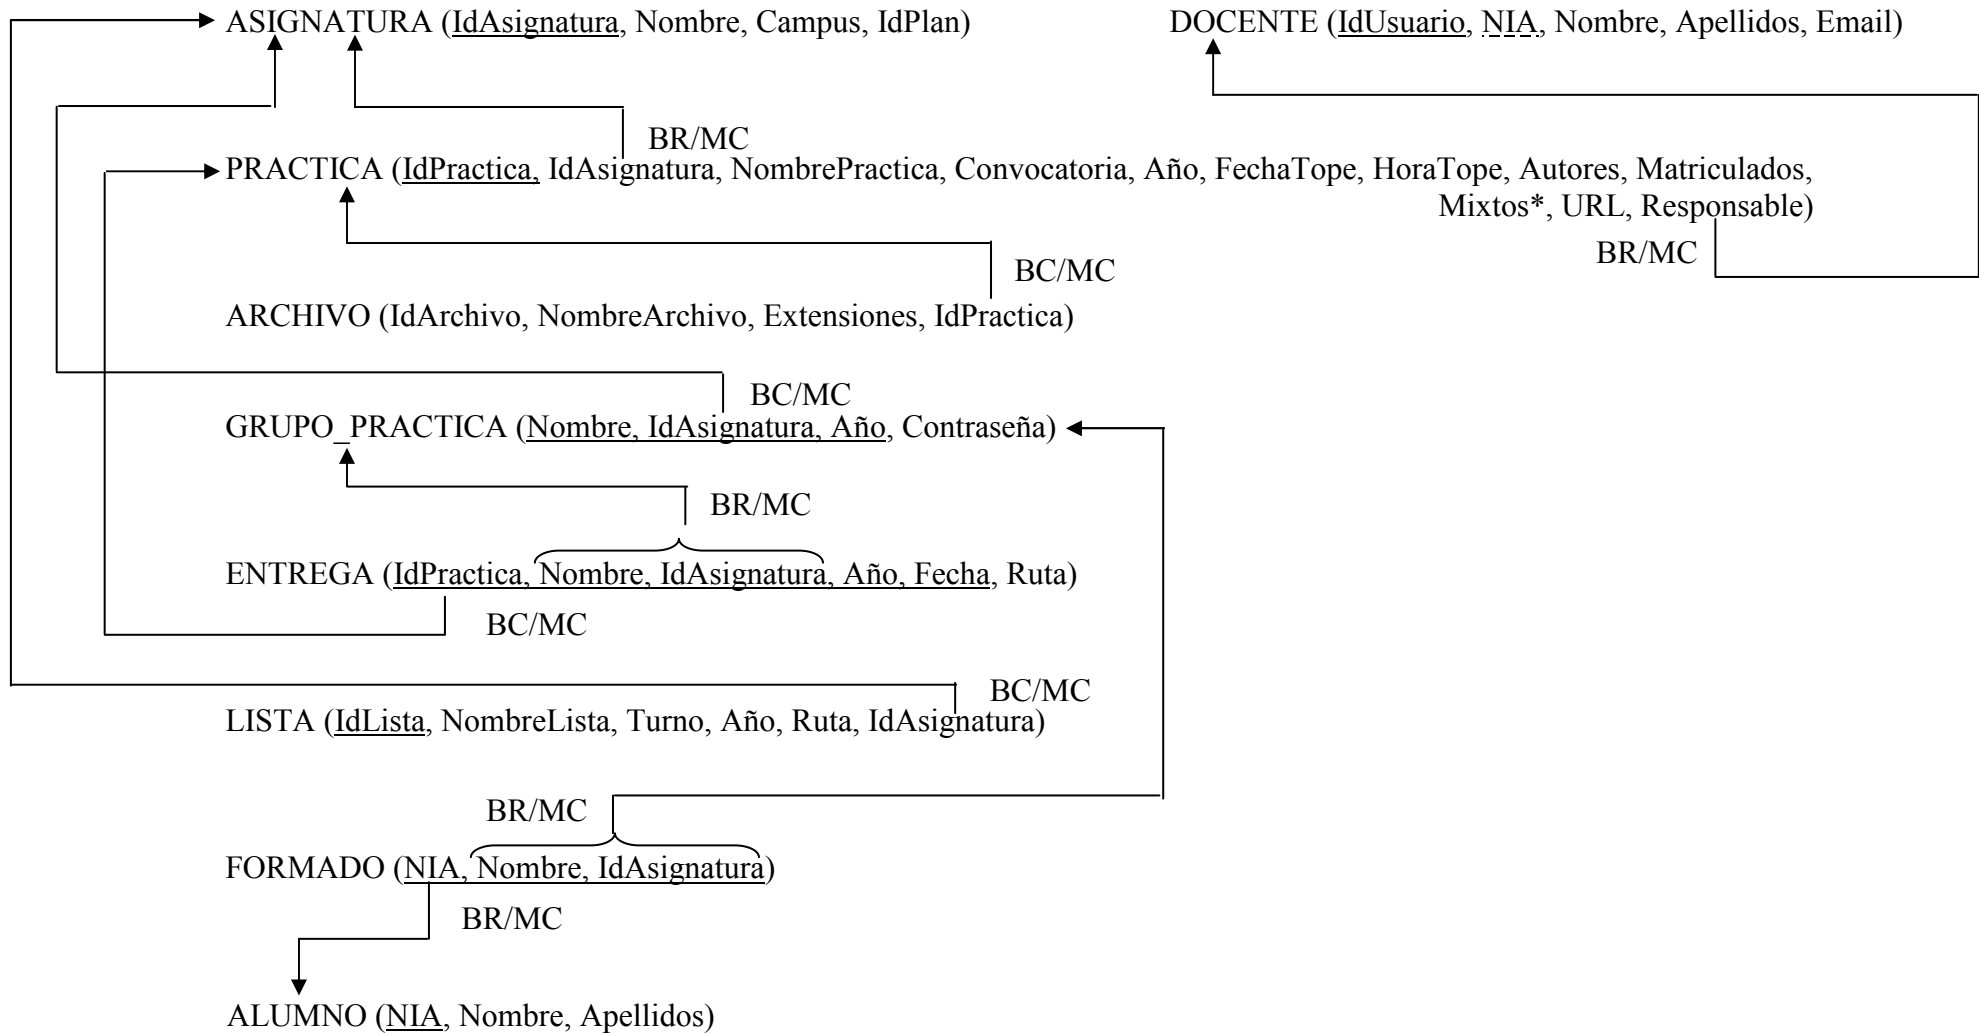 ASIGNATURA (IdAsignatura, Nombre, Campus, IdPlan)
DOCENTE (IdUsuario, NIA, Nombre, Apellidos, Email)
BR/MC
PRACTICA (IdPractica, IdAsignatura, NombrePractica, Convocatoria, Año, FechaTope, HoraTope, Autores, Matriculados,
Mixtos*, URL, Responsable)
BR/MC
BC/MC
ARCHIVO (IdArchivo, NombreArchivo, Extensiones, IdPractica)
BC/MC
GRUPO_PRACTICA (Nombre, IdAsignatura, Año, Contraseña)
BR/MC
ENTREGA (IdPractica, Nombre, IdAsignatura, Año, Fecha, Ruta)
BC/MC
BC/MC
LISTA (IdLista, NombreLista, Turno, Año, Ruta, IdAsignatura)
BR/MC
FORMADO (NIA, Nombre, IdAsignatura)
BR/MC
ALUMNO (NIA, Nombre, Apellidos)